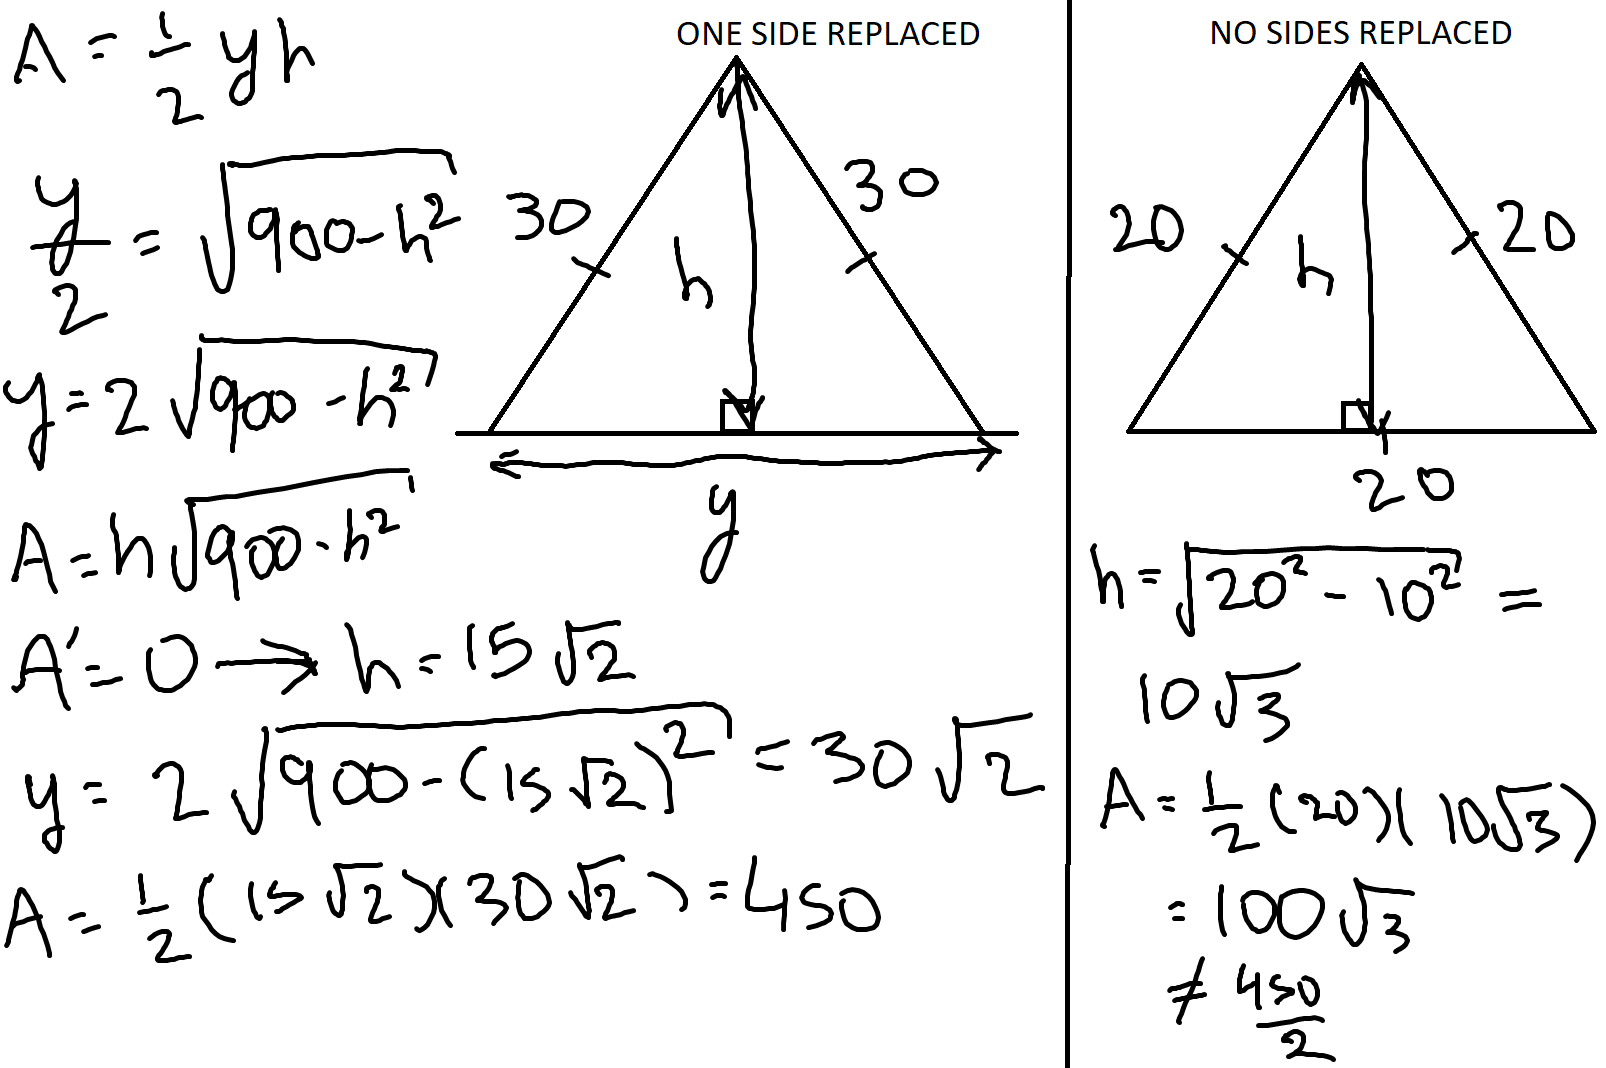 A = 1/2 yh
y/2 = √(900-h²)
y = 2√(900-h²)
A = h√(900-h²)
A' = 0 → h = 15√2
y = 2√(900-(15√2)²) = 30√2
A = 1/2 (15√2)(30√2) = 450
ONE SIDE REPLACED
30
30
h
y
NO SIDES REPLACED
20
20
h
20
h = √(20²-10²) =
10√3
A = 1/2 (20)(10√3)
= 100√3
≠ 450/2